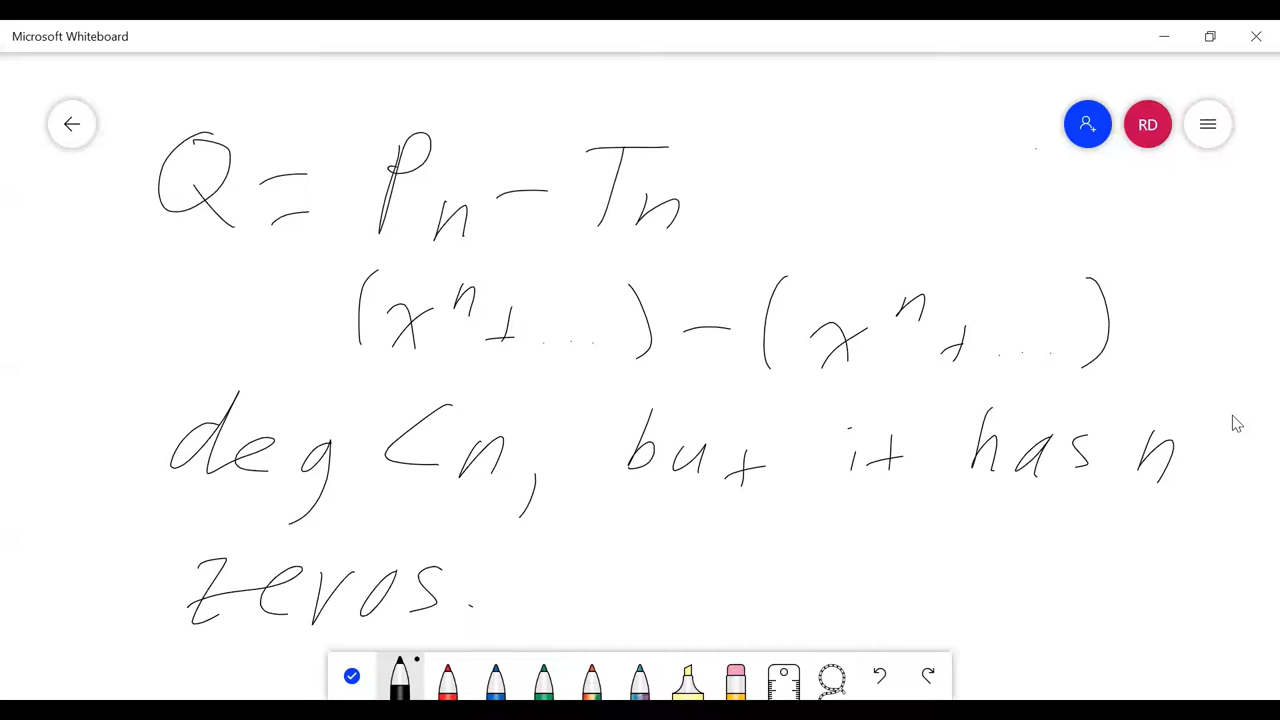 Microsoft Whiteboard
RD
Q = Pn - Tn
(x^n + ...) - (x^n + ...)
deg < n, but it has n
zeros.